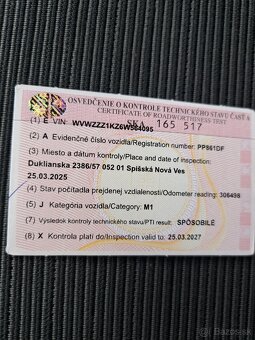 OSVEDČENIE O KONTROLE TECHNICKÉHO STAVU ČASŤ A
CERTIFICATE OF ROADWORTHINESS TEST
SKA 165 517
(1) E VIN: WVWZZZ1KZ6W564095
(2) A Evidenčné číslo vozidla/Registration number: PP861DF
(3) Miesto a dátum kontroly/Place and date of inspection:
Duklianska 2386/57 052 01 Spišská Nová Ves
25.03.2025
(4) Stav počítadla prejdenej vzdialenosti/Odometer reading: 306498
(5) J Kategória vozidla/Category: M1
(7) Výsledok kontroly technického stavu/PTI result: SPÔSOBILÉ
(8) X Kontrola platí do/Inspection valid to: 25.03.2027
Bazos.sk